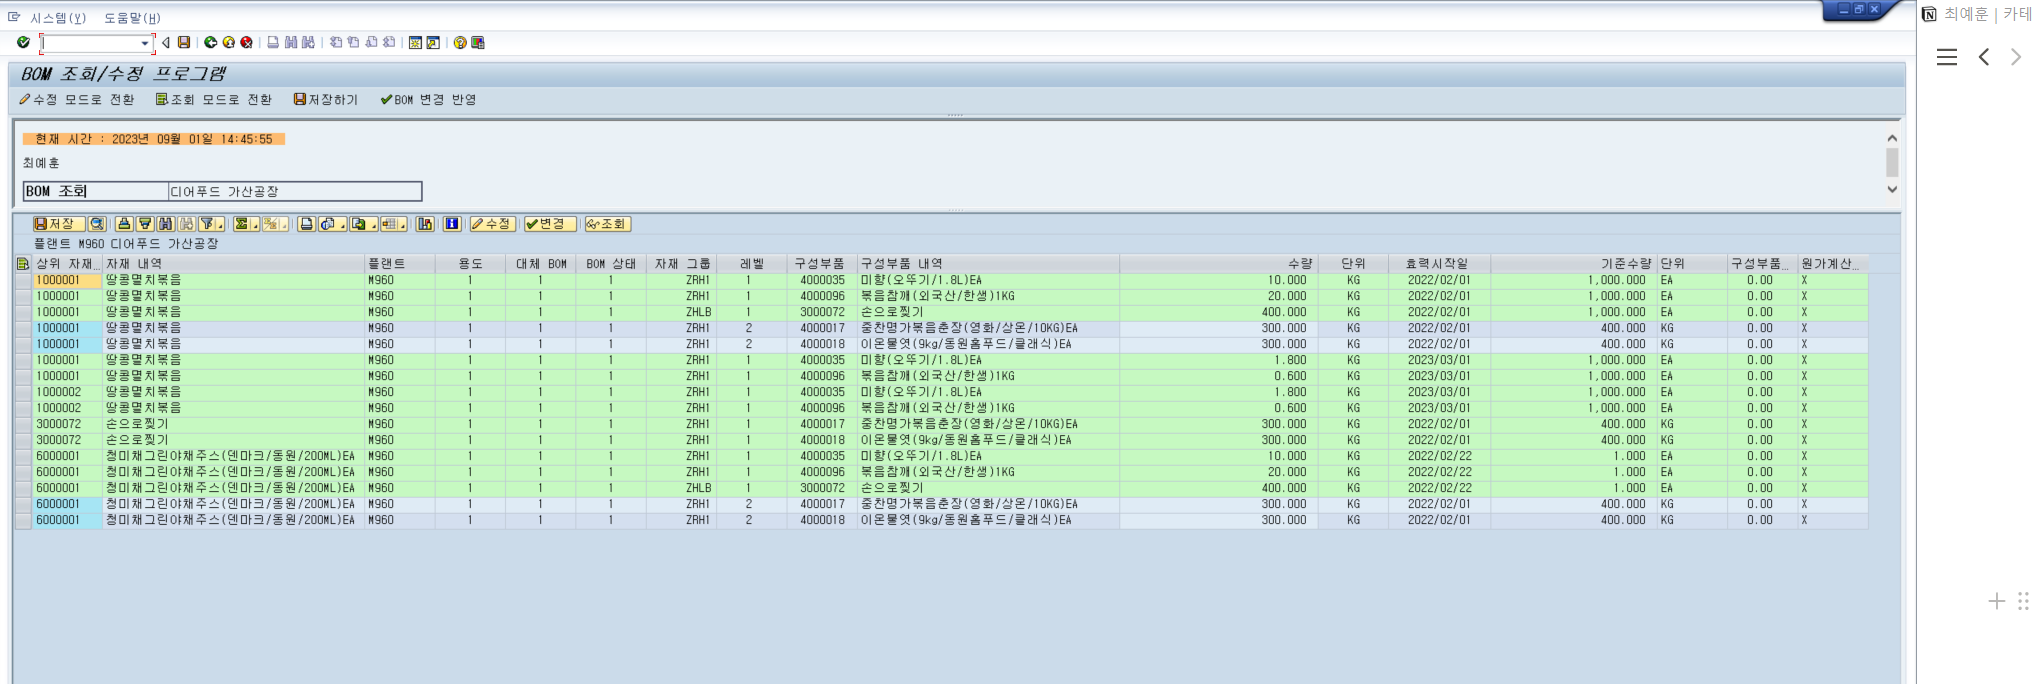 시스템(Y) 도움말(H)
최예훈 | 카테
BOM 조회/수정 프로그램
수정 모드로 전환 조회 모드로 전환 저장하기 BOM 변경 반영
현재 시간 : 2023년 09월 01일 14:45:55
최예훈
BOM 조회 디어푸드 가산공장
저장 수정 변경 조회
플랜트 M960 디어푸드 가산공장
상위 자재… 자재 내역 플랜트 용도 대체 BOM BOM 상태 자재 그룹 레벨 구성부품 구성부품 내역 수량 단위 효력시작일 기준수량 단위 구성부품… 원가계산…
1000001 땅콩멸치볶음 M960 1 1 1 ZRH1 1 4000035 미향(오뚜기/1.8L)EA 10.000 KG 2022/02/01 1,000.000 EA 0.00 X
1000001 땅콩멸치볶음 M960 1 1 1 ZRH1 1 4000096 볶음참깨(외국산/한생)1KG 20.000 KG 2022/02/01 1,000.000 EA 0.00 X
1000001 땅콩멸치볶음 M960 1 1 1 ZHLB 1 3000072 손으로찢기 400.000 KG 2022/02/01 1,000.000 EA 0.00 X
1000001 땅콩멸치볶음 M960 1 1 1 ZRH1 2 4000017 중찬명가볶음춘장(영화/상온/10KG)EA 300.000 KG 2022/02/01 400.000 KG 0.00 X
1000001 땅콩멸치볶음 M960 1 1 1 ZRH1 2 4000018 이온물엿(9kg/동원홈푸드/클래식)EA 300.000 KG 2022/02/01 400.000 KG 0.00 X
1000001 땅콩멸치볶음 M960 1 1 1 ZRH1 1 4000035 미향(오뚜기/1.8L)EA 1.800 KG 2023/03/01 1,000.000 EA 0.00 X
1000001 땅콩멸치볶음 M960 1 1 1 ZRH1 1 4000096 볶음참깨(외국산/한생)1KG 0.600 KG 2023/03/01 1,000.000 EA 0.00 X
1000002 땅콩멸치볶음 M960 1 1 1 ZRH1 1 4000035 미향(오뚜기/1.8L)EA 1.800 KG 2023/03/01 1,000.000 EA 0.00 X
1000002 땅콩멸치볶음 M960 1 1 1 ZRH1 1 4000096 볶음참깨(외국산/한생)1KG 0.600 KG 2023/03/01 1,000.000 EA 0.00 X
3000072 손으로찢기 M960 1 1 1 ZRH1 1 4000017 중찬명가볶음춘장(영화/상온/10KG)EA 300.000 KG 2022/02/01 400.000 KG 0.00 X
3000072 손으로찢기 M960 1 1 1 ZRH1 1 4000018 이온물엿(9kg/동원홈푸드/클래식)EA 300.000 KG 2022/02/01 400.000 KG 0.00 X
6000001 청미채그린야채주스(덴마크/동원/200ML)EA M960 1 1 1 ZRH1 1 4000035 미향(오뚜기/1.8L)EA 10.000 KG 2022/02/22 1.000 EA 0.00 X
6000001 청미채그린야채주스(덴마크/동원/200ML)EA M960 1 1 1 ZRH1 1 4000096 볶음참깨(외국산/한생)1KG 20.000 KG 2022/02/22 1.000 EA 0.00 X
6000001 청미채그린야채주스(덴마크/동원/200ML)EA M960 1 1 1 ZHLB 1 3000072 손으로찢기 400.000 KG 2022/02/22 1.000 EA 0.00 X
6000001 청미채그린야채주스(덴마크/동원/200ML)EA M960 1 1 1 ZRH1 2 4000017 중찬명가볶음춘장(영화/상온/10KG)EA 300.000 KG 2022/02/01 400.000 KG 0.00 X
6000001 청미채그린야채주스(덴마크/동원/200ML)EA M960 1 1 1 ZRH1 2 4000018 이온물엿(9kg/동원홈푸드/클래식)EA 300.000 KG 2022/02/01 400.000 KG 0.00 X